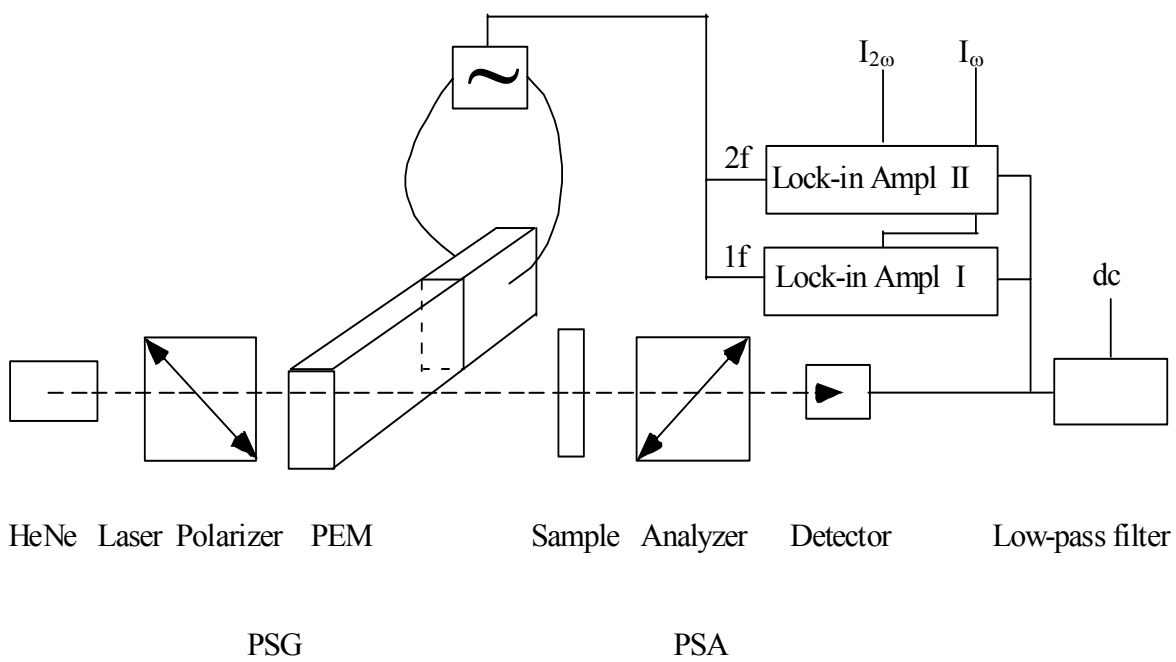 I2ω Iω
~
2f Lock-in Ampl II
1f Lock-in Ampl I
dc
HeNe Laser Polarizer PEM Sample Analyzer Detector Low-pass filter
PSG PSA